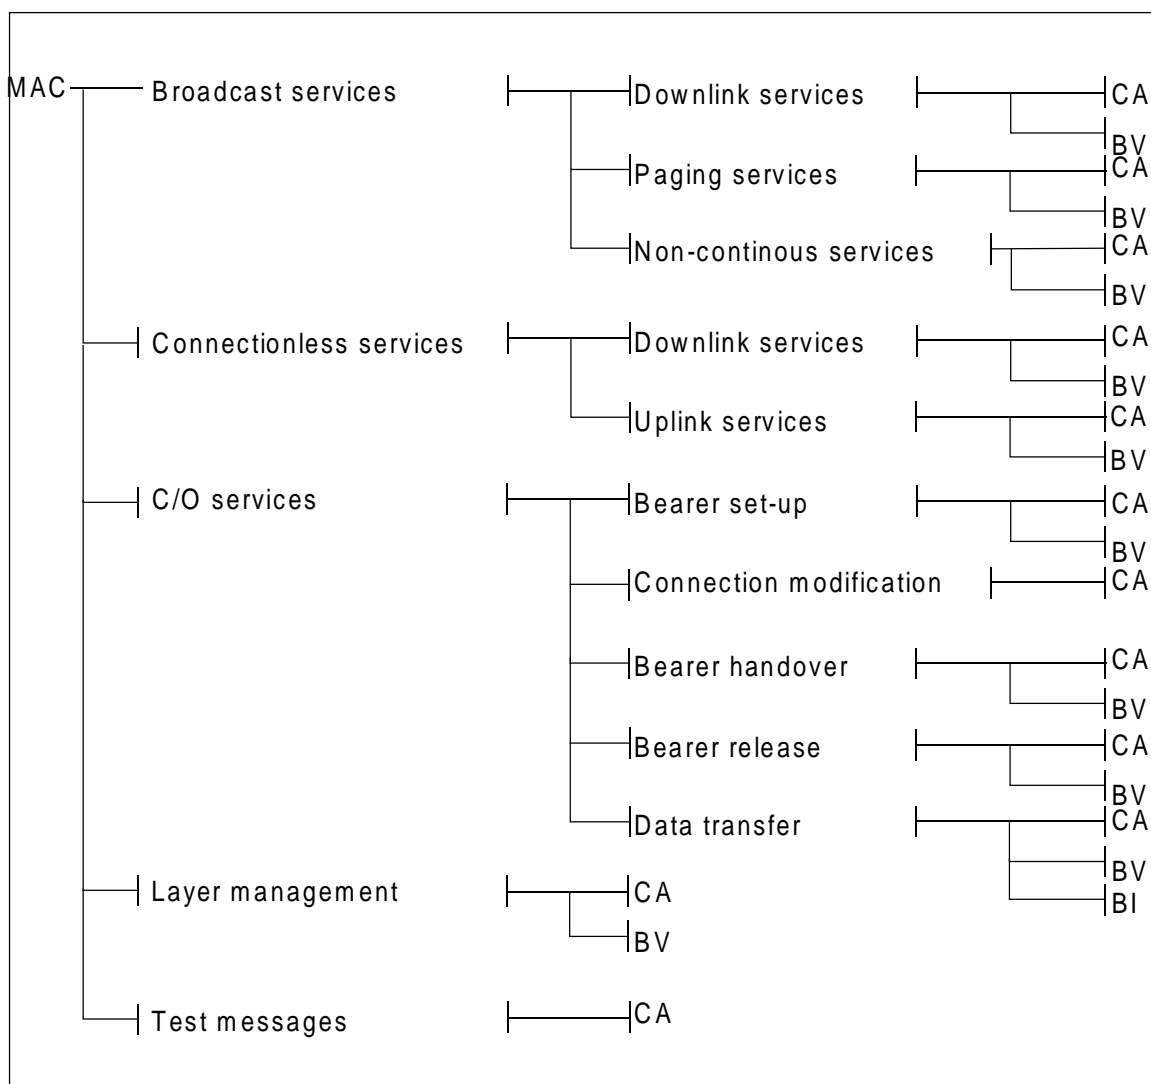 MAC Broadcast services Downlink services CA
BV
Paging services CA
BV
Non-continous services CA
BV
Connectionless services Downlink services CA
BV
Uplink services CA
BV
C/O services Bearer set-up CA
BV
Connection modification CA
Bearer handover CA
BV
Bearer release CA
BV
Data transfer CA
BV
Layer management CA BI
BV
Test messages CA